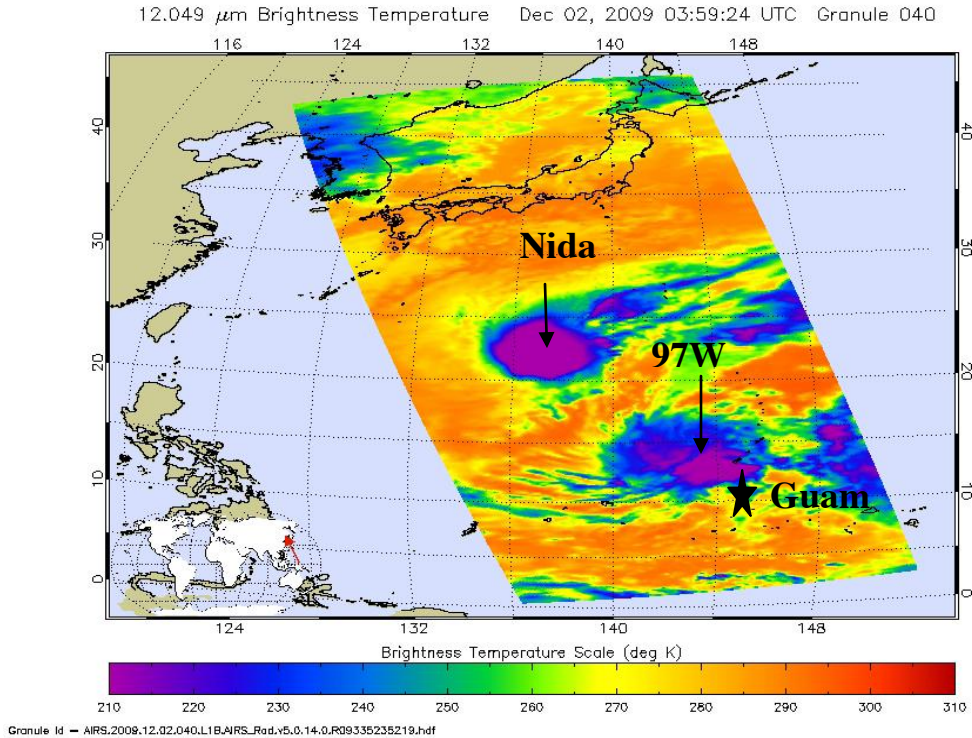 12.049 μm Brightness Temperature Dec 02, 2009 03:59:24 UTC Granule 040
116 124 132 140 148
40 40
30 30
Nida
97W
20 20
10 10
Guam
0 0
124 132 140 148
Brightness Temperature Scale (deg K)
210 220 230 240 250 260 270 280 290 300 310
Granule Id — AIRS.2009.12.02.040.L1B.AIRS_Rad.v5.0.14.0.R09335235219.hdf